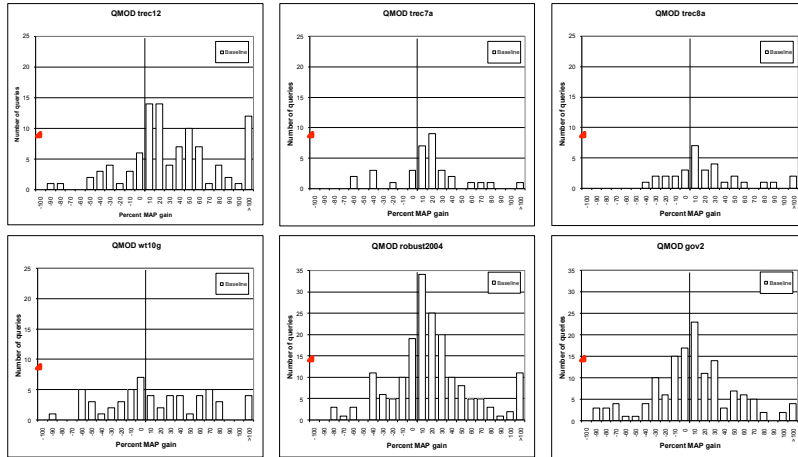 QMOD trec12
Baseline
Number of queries
25
20
15
10
5
0
-100 -90 -80 -70 -60 -50 -40 -30 -20 -10 0 10 20 30 40 50 60 70 80 90 100 >100
Percent MAP gain
QMOD trec7a
Baseline
Number of queries
25
20
15
10
5
0
-100 -90 -80 -70 -60 -50 -40 -30 -20 -10 0 10 20 30 40 50 60 70 80 90 100 >100
Percent MAP gain
QMOD trec8a
Baseline
Number of queries
25
20
15
10
5
0
-100 -90 -80 -70 -60 -50 -40 -30 -20 -10 0 10 20 30 40 50 60 70 80 90 100 >100
Percent MAP gain
QMOD wt10g
Baseline
Number of queries
25
20
15
10
5
0
-100 -90 -80 -70 -60 -50 -40 -30 -20 -10 0 10 20 30 40 50 60 70 80 90 100 >100
Percent MAP gain
QMOD robust2004
Baseline
Number of queries
35
30
25
20
15
10
5
0
-100 -90 -80 -70 -60 -50 -40 -30 -20 -10 0 10 20 30 40 50 60 70 80 90 100 >100
Percent MAP gain
QMOD gov2
Baseline
Number of queries
35
30
25
20
15
10
5
0
-100 -90 -80 -70 -60 -50 -40 -30 -20 -10 0 10 20 30 40 50 60 70 80 90 100 >100
Percent MAP gain